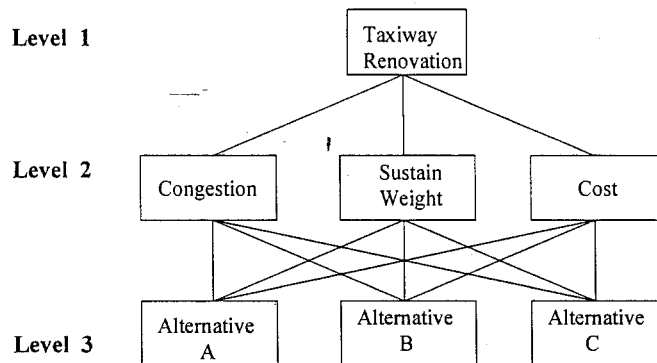 Level 1
Taxiway
Renovation
Level 2
Congestion
Sustain
Weight
Cost
Level 3
Alternative
A
Alternative
B
Alternative
C